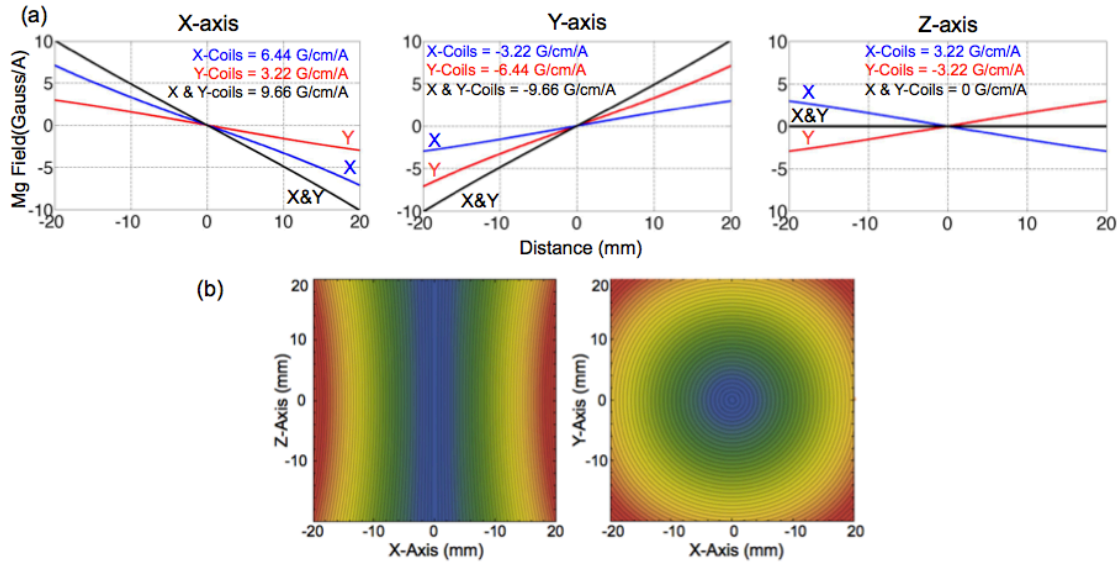 (a)
X-axis
Y-axis
Z-axis
Mg Field(Gauss/A)
10
5
0
-5
-10
X-Coils = 6.44 G/cm/A
Y-Coils = 3.22 G/cm/A
X & Y-coils = 9.66 G/cm/A
Y
X
X&Y
-20 -10 0 10 20
10
5
0
-5
-10
X-Coils = -3.22 G/cm/A
Y-Coils = -6.44 G/cm/A
X & Y-Coils = -9.66 G/cm/A
X
Y
X&Y
-20 -10 0 10 20
10
5
0
-5
-10
X-Coils = 3.22 G/cm/A
Y-Coils = -3.22 G/cm/A
X & Y-Coils = 0 G/cm/A
X
X&Y
Y
-20 -10 0 10 20
Distance (mm)
(b)
Z-Axis (mm)
20
10
0
-10
-20 -10 0 -10 20
X-Axis (mm)
Y-Axis (mm)
20
10
0
-10
-20 -10 0 -10 20
X-Axis (mm)